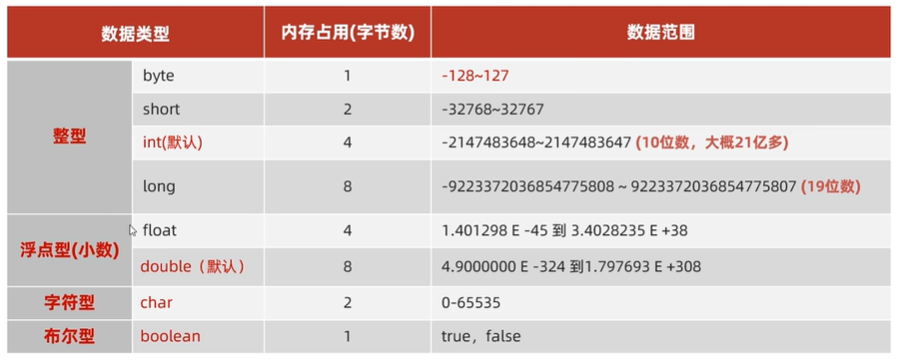 数据类型 内存占用(字节数) 数据范围
整型 byte 1 -128~127
short 2 -32768~32767
int(默认) 4 -2147483648~2147483647 (10位数，大概21亿多)
long 8 -9223372036854775808 ~ 9223372036854775807 (19位数)
浮点型(小数) float 4 1.401298 E -45 到 3.4028235 E +38
double（默认） 8 4.9000000 E -324 到1.797693 E +308
字符型 char 2 0-65535
布尔型 boolean 1 true，false